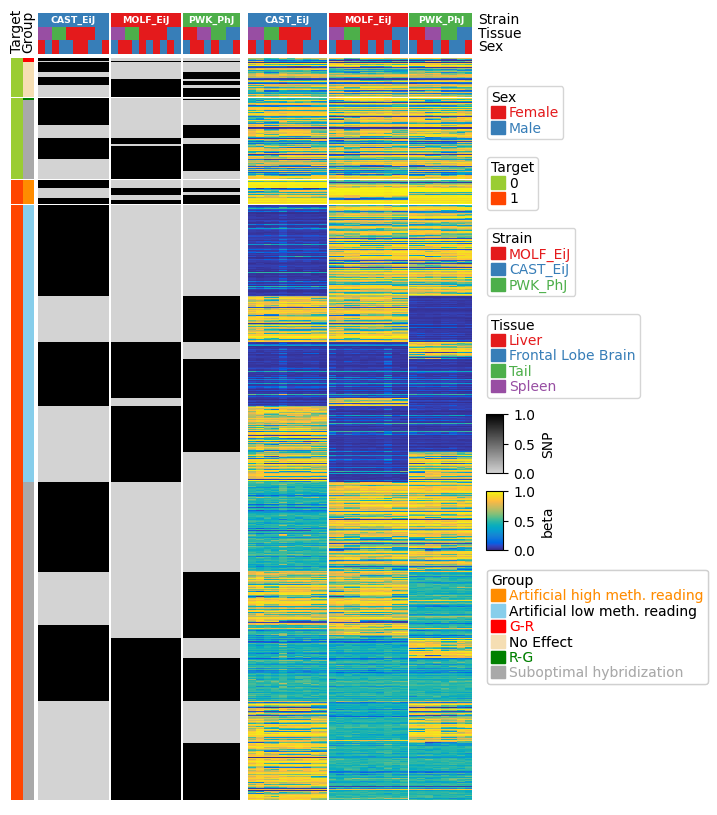 Target
Group
CAST_EiJ MOLF_EiJ PWK_PhJ CAST_EiJ MOLF_EiJ PWK_PhJ
Strain
Tissue
Sex
Sex
Female
Male
Target
0
1
Strain
MOLF_EiJ
CAST_EiJ
PWK_PhJ
Tissue
Liver
Frontal Lobe Brain
Tail
Spleen
1.0
0.5
0.0
SNP
1.0
0.5
0.0
beta
Group
Artificial high meth. reading
Artificial low meth. reading
G-R
No Effect
R-G
Suboptimal hybridization